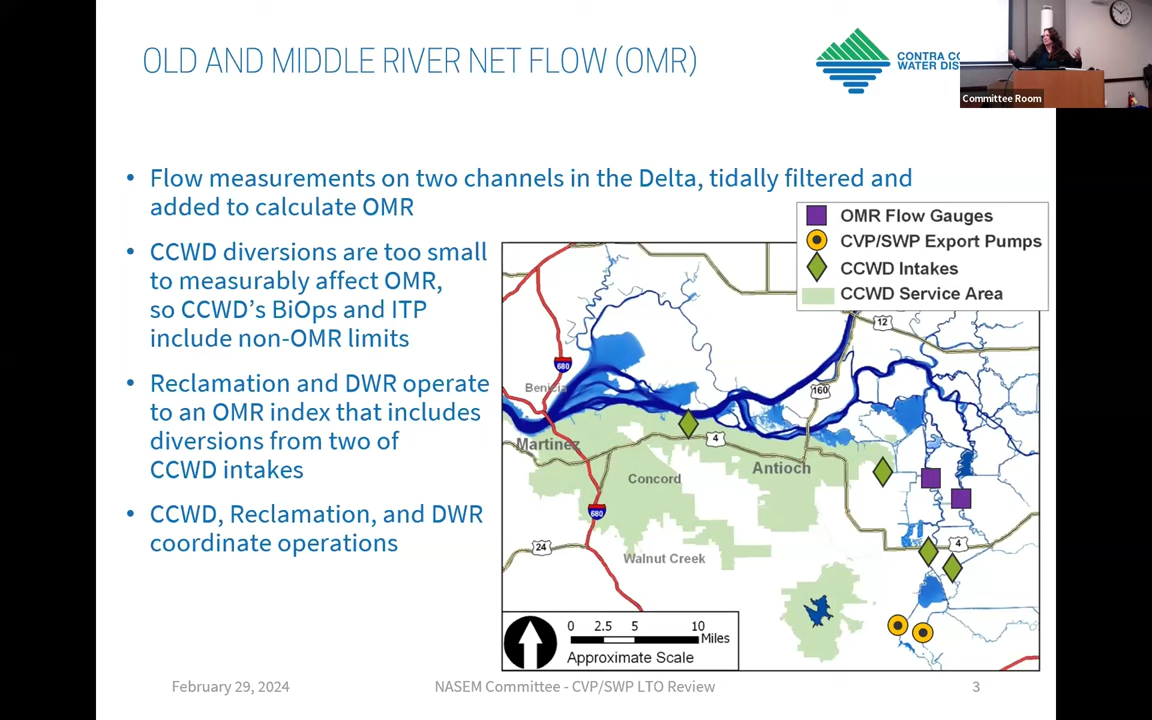 OLD AND MIDDLE RIVER NET FLOW (OMR)
CONTRA
WATER
Committee Room
• Flow measurements on two channels in the Delta, tidally filtered and
added to calculate OMR
• CCWD diversions are too small
to measurably affect OMR,
so CCWD's BiOps and ITP
include non-OMR limits
• Reclamation and DWR operate
to an OMR index that includes
diversions from two of
CCWD intakes
• CCWD, Reclamation, and DWR
coordinate operations
OMR Flow Gauges
CVP/SWP Export Pumps
CCWD Intakes
CCWD Service Area
12
680
160
Benicia
Martinez
4
Concord
Antioch
680
24
4
Walnut Creek
0 2.5 5 10
Miles
Approximate Scale
February 29, 2024
NASEM Committee - CVP/SWP LTO Review
3